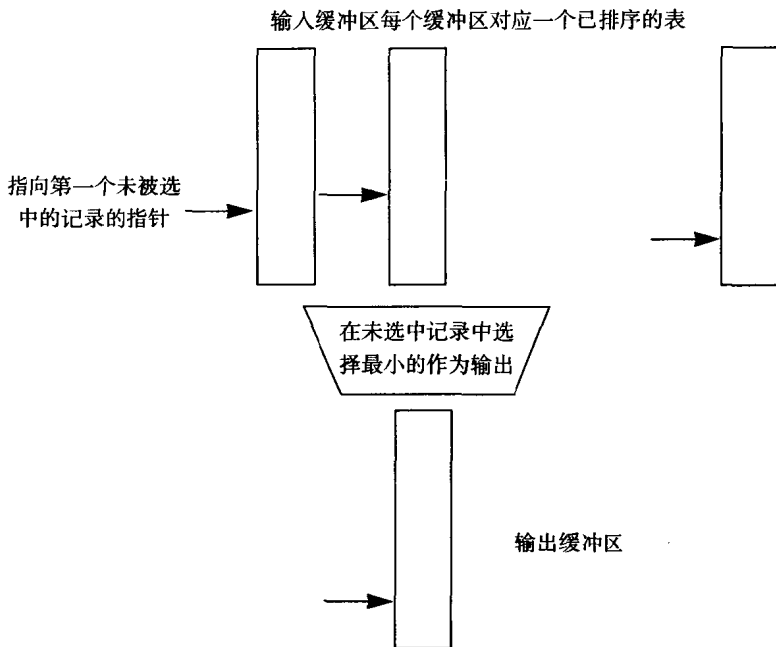 输入缓冲区每个缓冲区对应一个已排序的表
指向第一个未被选
中的记录的指针
在未选中记录中选
择最小的作为输出
输出缓冲区